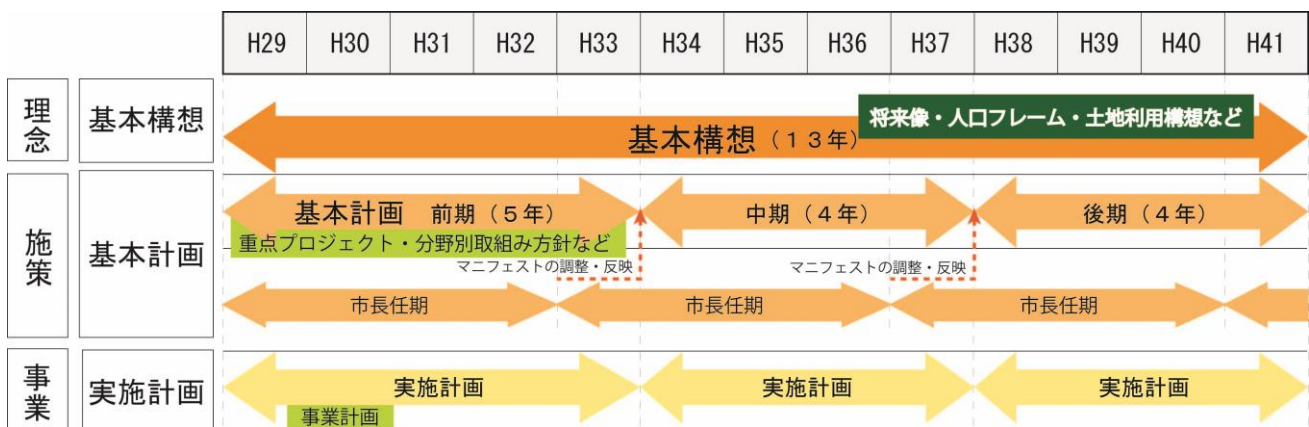 H29 H30 H31 H32 H33 H34 H35 H36 H37 H38 H39 H40 H41
理念
基本構想
将来像・人口フレーム・土地利用構想など
基本構想(13年)
施策
基本計画
基本計画 前期(5年)
中期(4年)
後期(4年)
重点プロジェクト・分野別取組み方針など
マニフェストの調整・反映
マニフェストの調整・反映
市長任期
市長任期
市長任期
事業
実施計画
実施計画
実施計画
実施計画
事業計画